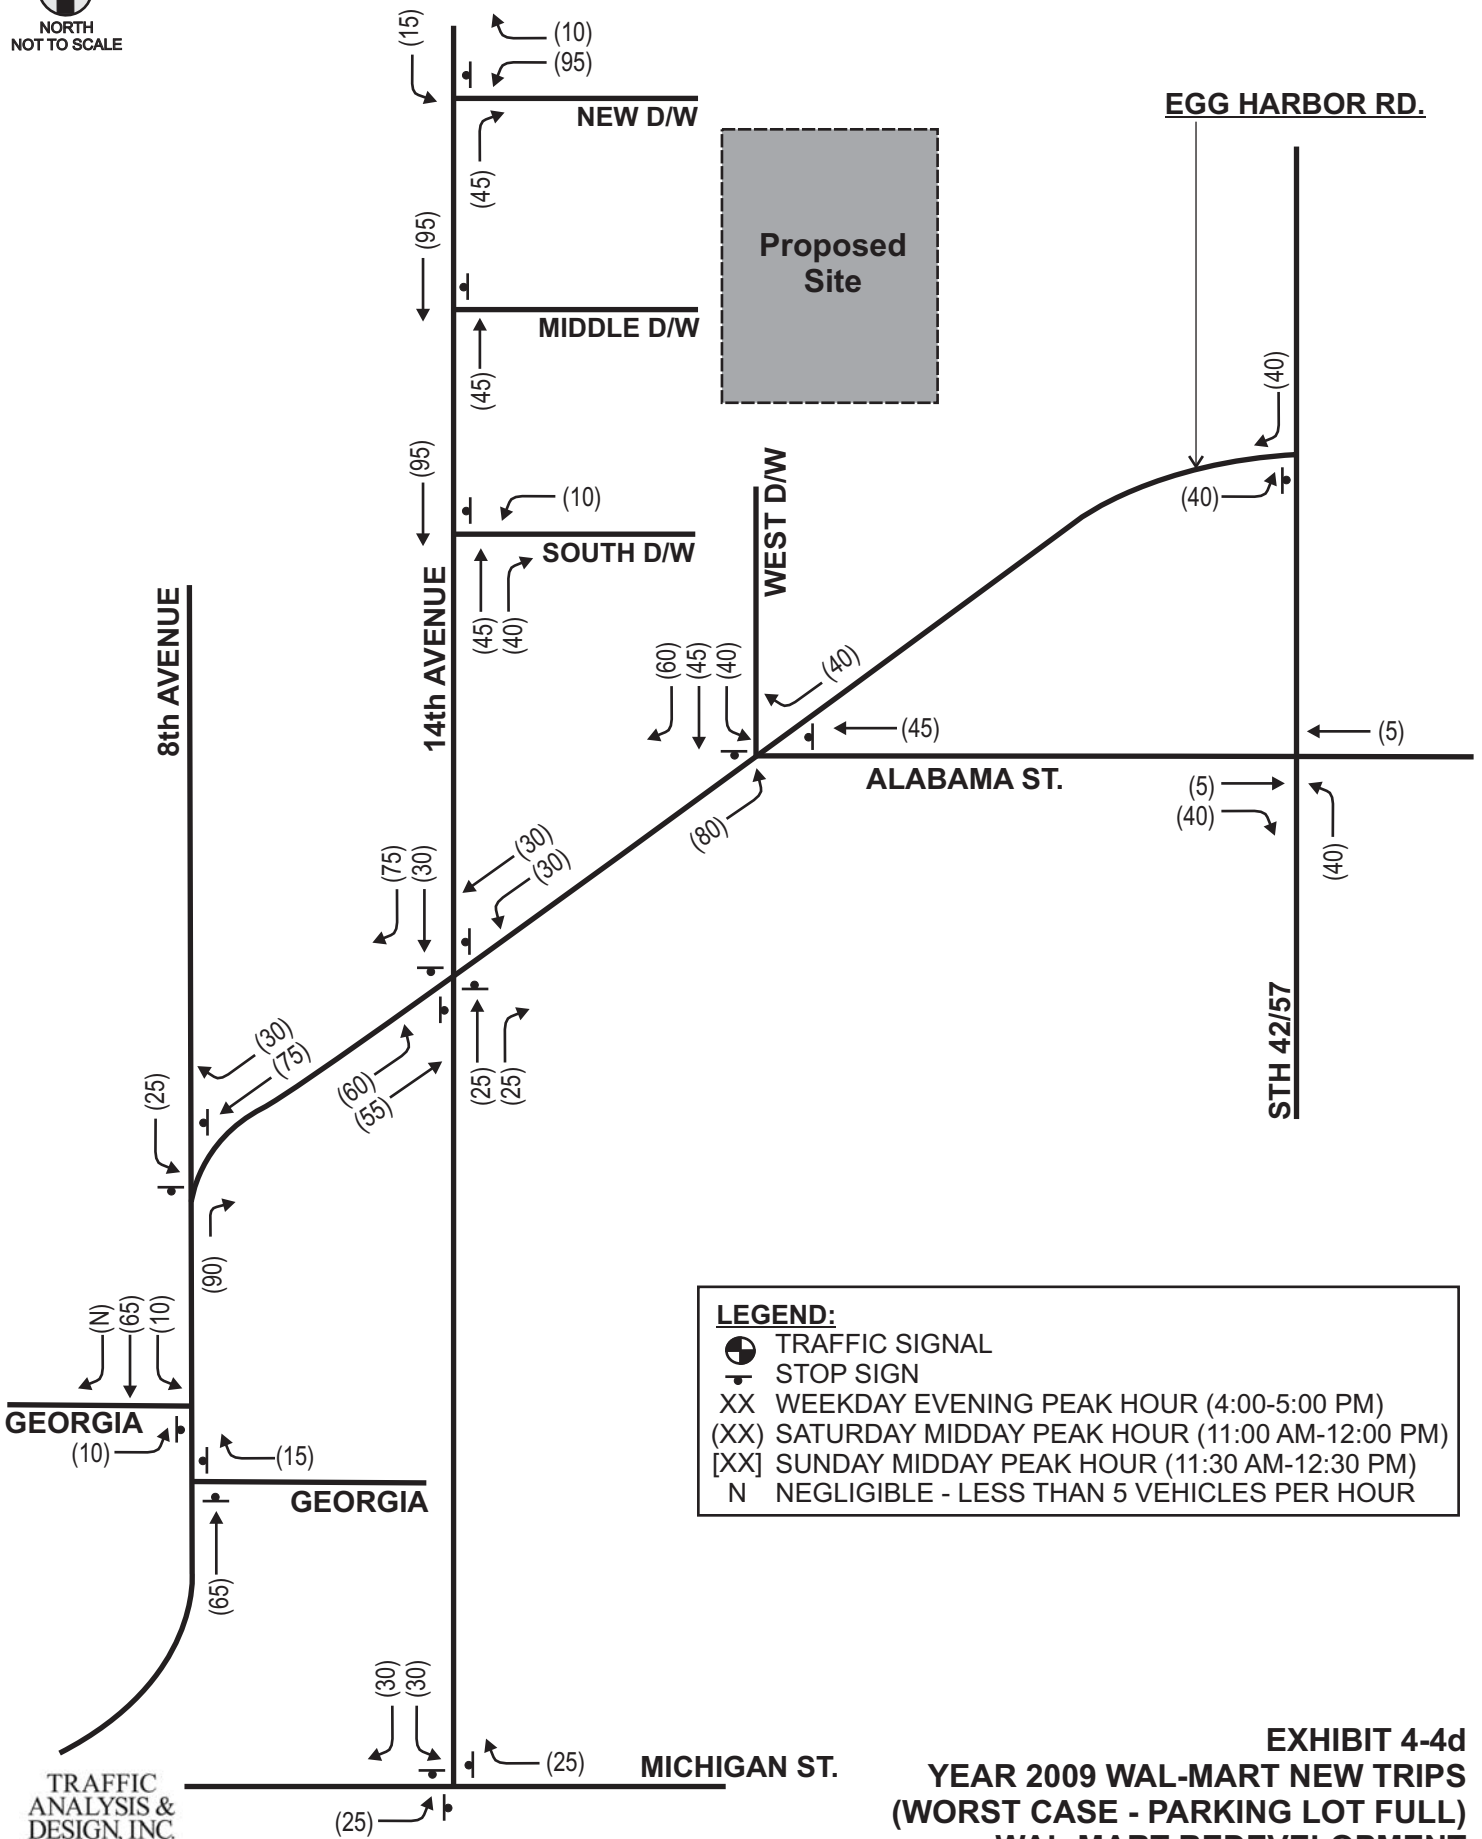 NORTH
NOT TO SCALE
(15)
(10)
(95)
NEW D/W
EGG HARBOR RD.
(45)
(95)
Proposed
Site
MIDDLE D/W
(45)
(40)
(95)
(10)
WEST D/W
(40)
SOUTH D/W
14th AVENUE
8th AVENUE
(45)
(40)
(60)
(45)
(40)
(40)
(45)
(5)
ALABAMA ST.
(5)
(40)
(40)
(80)
(75)
(30)
(30)
(30)
STH 42/57
(30)
(75)
(25)
(60)
(55)
(25)
(25)
(90)
(N)
(65)
(10)
GEORGIA
(10)
(15)
GEORGIA
(65)
LEGEND:
TRAFFIC SIGNAL
STOP SIGN
XX WEEKDAY EVENING PEAK HOUR (4:00-5:00 PM)
(XX) SATURDAY MIDDAY PEAK HOUR (11:00 AM-12:00 PM)
[XX] SUNDAY MIDDAY PEAK HOUR (11:30 AM-12:30 PM)
N NEGLIGIBLE - LESS THAN 5 VEHICLES PER HOUR
(30)
(30)
(25)
MICHIGAN ST.
(25)
TRAFFIC
ANALYSIS &
DESIGN, INC.
EXHIBIT 4-4d
YEAR 2009 WAL-MART NEW TRIPS
(WORST CASE - PARKING LOT FULL)
WAL-MART REDEVELOPMENT